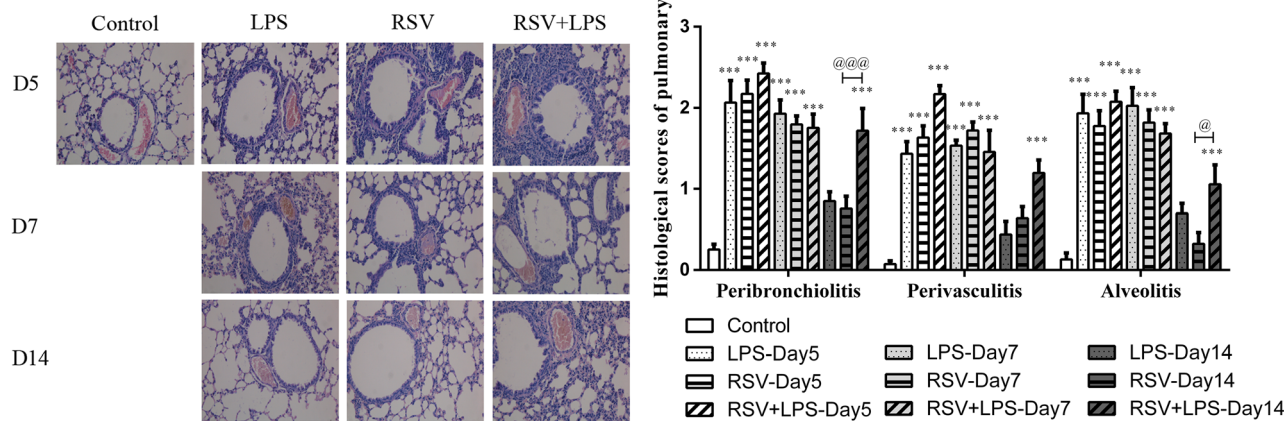 Control LPS RSV RSV+LPS
D5
D7
D14
Histological scores of pulmonary
3
2
1
0
*** *** *** *** *** *** @@@ ***
*** *** *** *** *** *** ***
*** *** *** *** *** *** @ ***
Peribronchiolitis Perivasculitis Alveolitis
Control
LPS-Day5 LPS-Day7 LPS-Day14
RSV-Day5 RSV-Day7 RSV-Day14
RSV+LPS-Day5 RSV+LPS-Day7 RSV+LPS-Day14